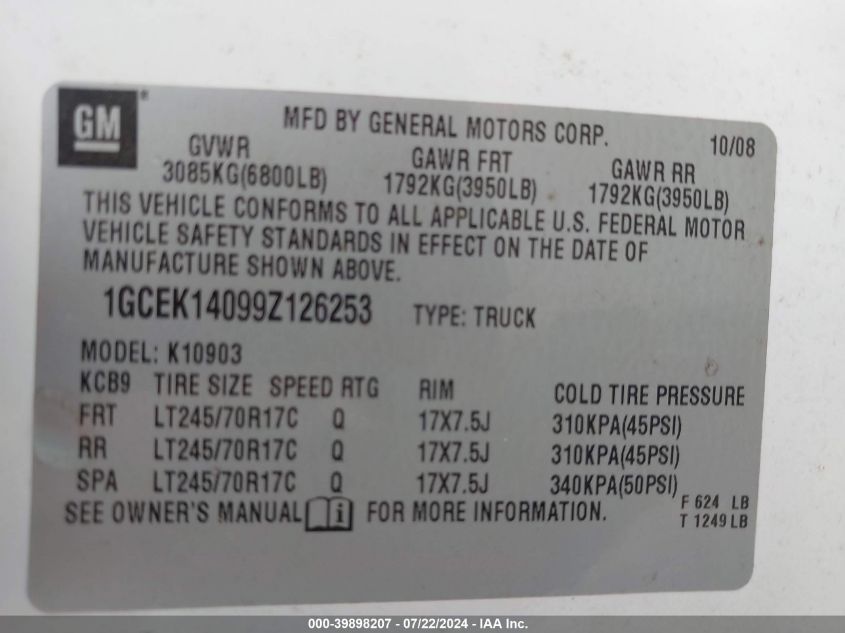 GM
MFD BY GENERAL MOTORS CORP. 10/08
GVWR GAWR FRT GAWR RR
3085KG(6800LB) 1792KG(3950LB) 1792KG(3950LB)
THIS VEHICLE CONFORMS TO ALL APPLICABLE U.S. FEDERAL MOTOR
VEHICLE SAFETY STANDARDS IN EFFECT ON THE DATE OF
MANUFACTURE SHOWN ABOVE.
1GCEK14099Z126253 TYPE: TRUCK
MODEL: K10903
KCB9 TIRE SIZE SPEED RTG RIM COLD TIRE PRESSURE
FRT LT245/70R17C Q 17X7.5J 310KPA(45PSI)
RR LT245/70R17C Q 17X7.5J 310KPA(45PSI)
SPA LT245/70R17C Q 17X7.5J 340KPA(50PSI)
SEE OWNER'S MANUAL i FOR MORE INFORMATION.
F 624 LB
T 1249 LB
000-39898207 / 07/22/2024 - IAA Inc.